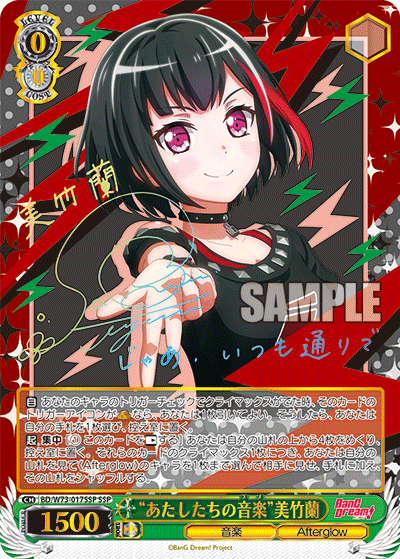 LEVEL
0
0
COST
美竹蘭
SAMPLE
じゃあ、いつも通りで
自 あなたのキャラのトリガーチェックでクライマックスがでた時、そのカードの
トリガーアイコンが なら、あなたは1枚引いてよい。そうしたら、あなたは
自分の手札を1枚選び、控え室に置く。
起 集中 このカードを する あなたは自分の山札の上から4枚をめくり、
控え室に置く。それらのカードのクライマックス1枚につき、あなたは自分の
山札を見て《Afterglow》のキャラを1枚まで選んで相手に見せ、手札に加え、
その山札をシャッフルする。
CH BD/W73-017SSP SSP
POWER
1500
SOUL
“あたしたちの音楽”美竹蘭
BanG Dream!
音楽
Afterglow
©BanG Dream! Project